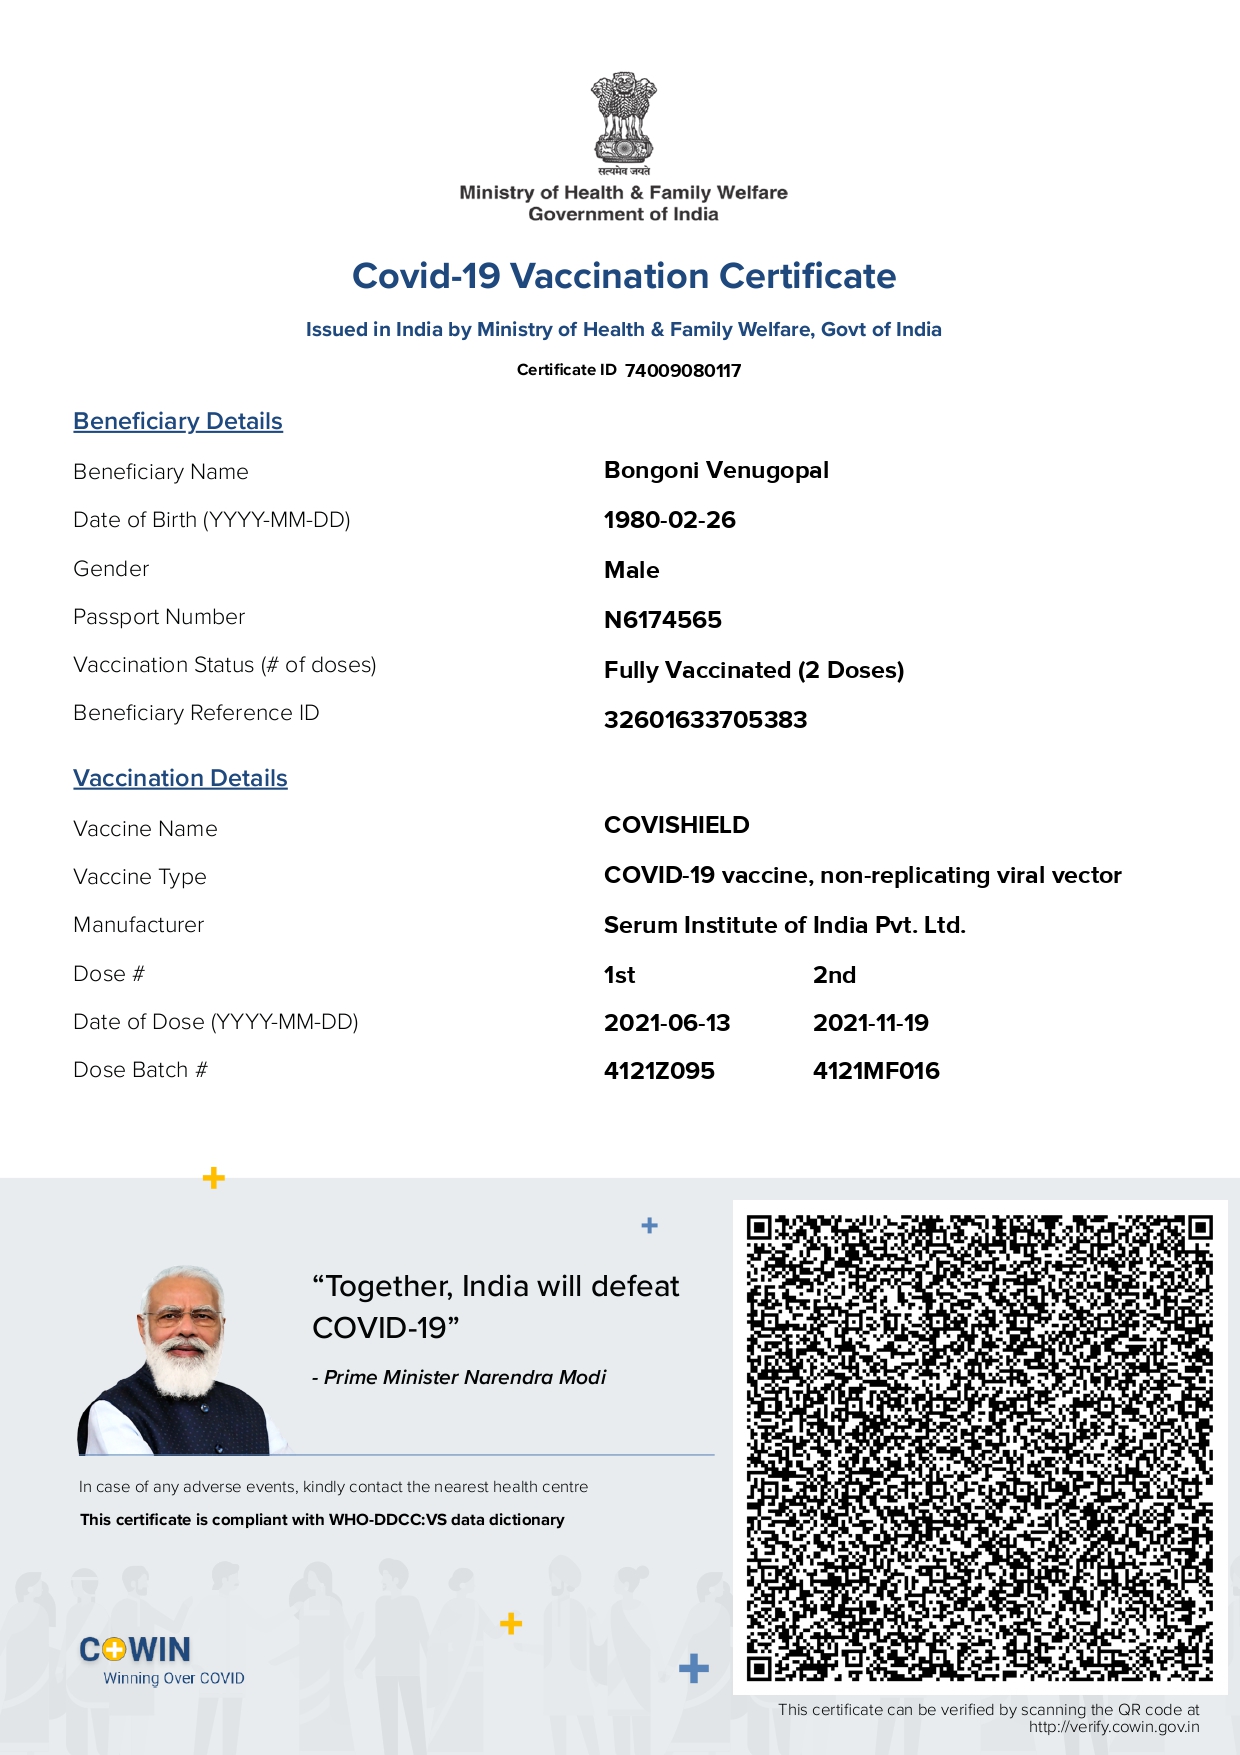 सत्यमेव जयते
Ministry of Health & Family Welfare
Government of India
Covid-19 Vaccination Certificate
Issued in India by Ministry of Health & Family Welfare, Govt of India
Certificate ID 74009080117
Beneficiary Details
Beneficiary Name Bongoni Venugopal
Date of Birth (YYYY-MM-DD) 1980-02-26
Gender Male
Passport Number N6174565
Vaccination Status (# of doses) Fully Vaccinated (2 Doses)
Beneficiary Reference ID 32601633705383
Vaccination Details
Vaccine Name COVISHIELD
Vaccine Type COVID-19 vaccine, non-replicating viral vector
Manufacturer Serum Institute of India Pvt. Ltd.
Dose # 1st 2nd
Date of Dose (YYYY-MM-DD) 2021-06-13 2021-11-19
Dose Batch # 4121Z095 4121MF016
“Together, India will defeat
COVID-19”
- Prime Minister Narendra Modi
In case of any adverse events, kindly contact the nearest health centre
This certificate is compliant with WHO-DDCC:VS data dictionary
COWIN
Winning Over COVID
This certificate can be verified by scanning the QR code at
http://verify.cowin.gov.in